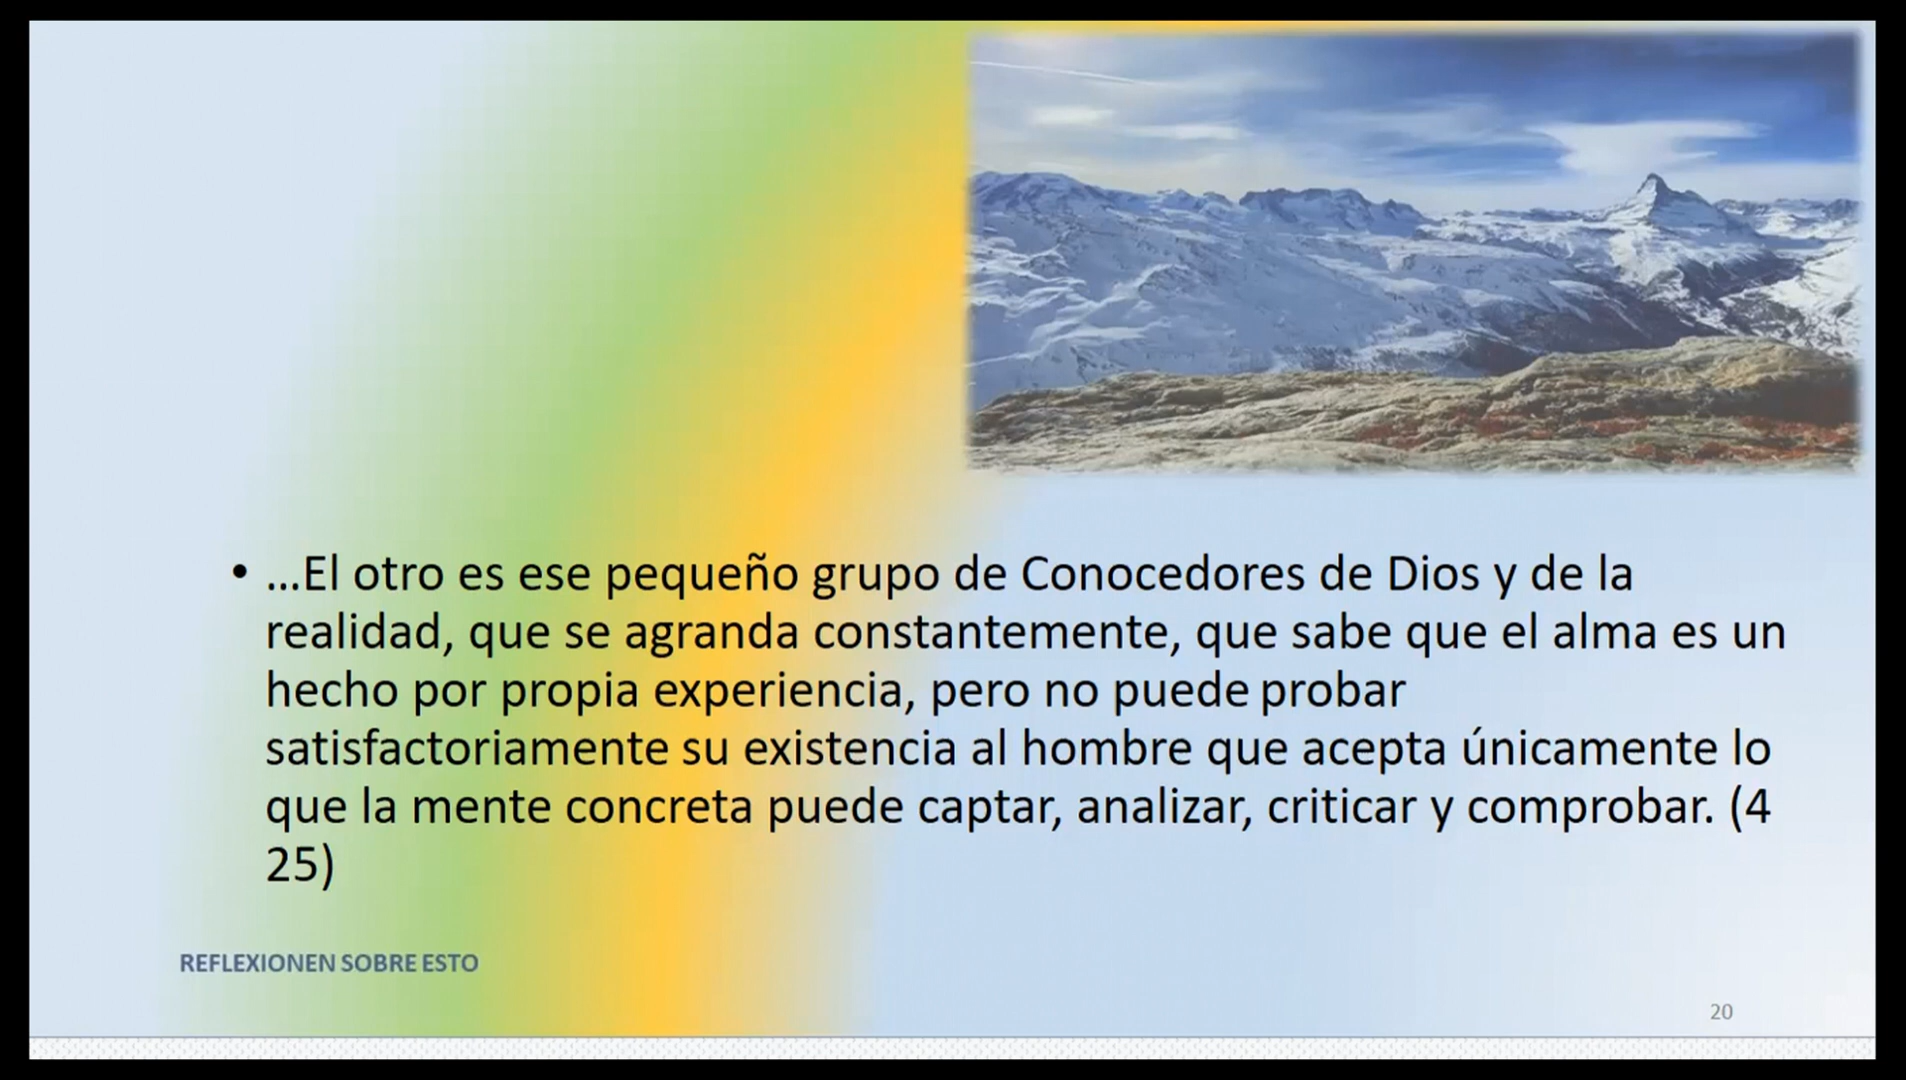 • ...El otro es ese pequeño grupo de Conocedores de Dios y de la
realidad, que se agranda constantemente, que sabe que el alma es un
hecho por propia experiencia, pero no puede probar
satisfactoriamente su existencia al hombre que acepta únicamente lo
que la mente concreta puede captar, analizar, criticar y comprobar. (4
25)
REFLEXIONEN SOBRE ESTO
20